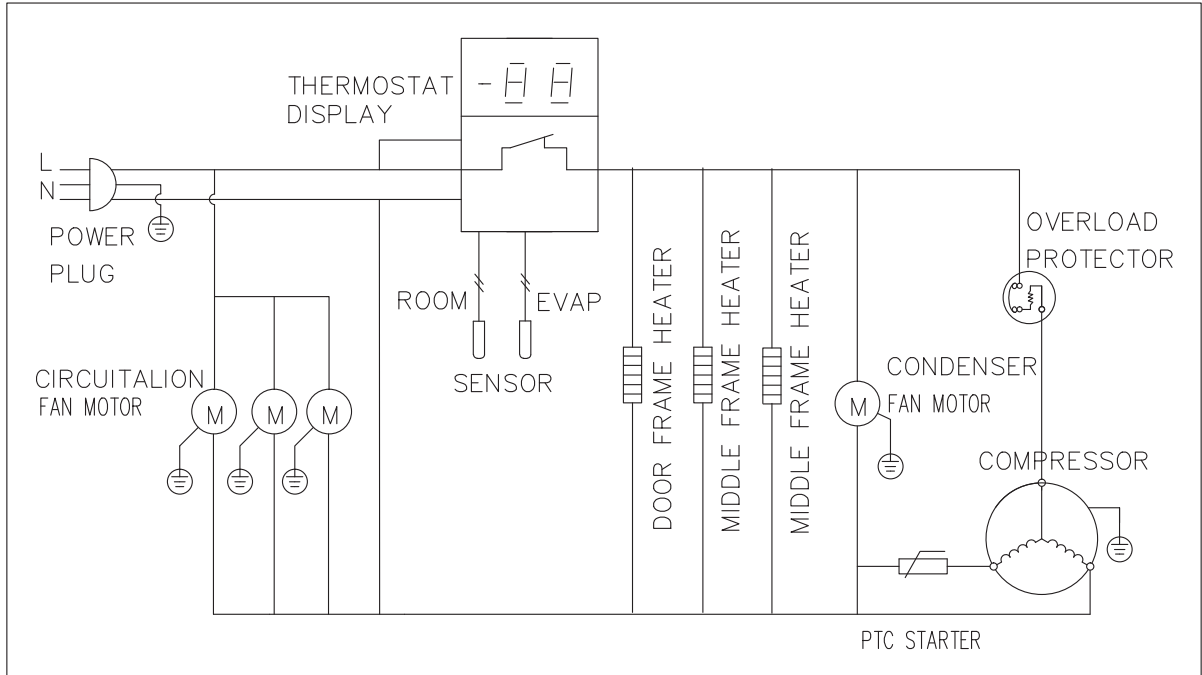 THERMOSTAT
DISPLAY
-88
L
N
POWER
PLUG
ROOM
EVAP
SENSOR
DOOR FRAME HEATER
MIDDLE FRAME HEATER
MIDDLE FRAME HEATER
OVERLOAD
PROTECTOR
CIRCUITALION
FAN MOTOR
M
M
M
M
CONDENSER
FAN MOTOR
COMPRESSOR
PTC STARTER